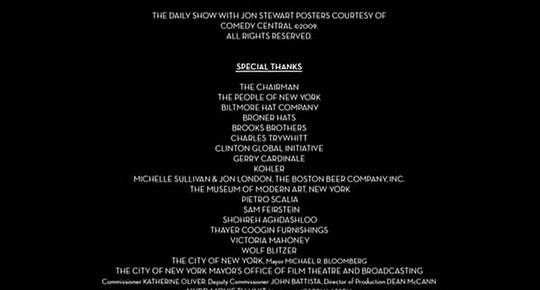 THE DAILY SHOW WITH JON STEWART POSTERS COURTESY OF
COMEDY CENTRAL ©2009.
ALL RIGHTS RESERVED.
SPECIAL THANKS
THE CHAIRMAN
THE PEOPLE OF NEW YORK
BILTMORE HAT COMPANY
BRONER HATS
BROOKS BROTHERS
CHARLES TRYWHITT
CLINTON GLOBAL INITIATIVE
GERRY CARDINALE
KOHLER
MICHELLE SULLIVAN & JON LONDON, THE BOSTON BEER COMPANY, INC.
THE MUSEUM OF MODERN ART, NEW YORK
PIETRO SCALIA
SAM FEIRSTEIN
SHOHREH AGHDASHLOO
THAYER COOGIN FURNISHINGS
VICTORIA MAHONEY
WOLF BLITZER
THE CITY OF NEW YORK, Mayor MICHAEL R. BLOOMBERG
THE CITY OF NEW YORK MAYOR'S OFFICE OF FILM THEATRE AND BROADCASTING
Commissioner KATHERINE OLIVER, Deputy Commissioner JOHN BATTISTA, Director of Production DEAN McCANN